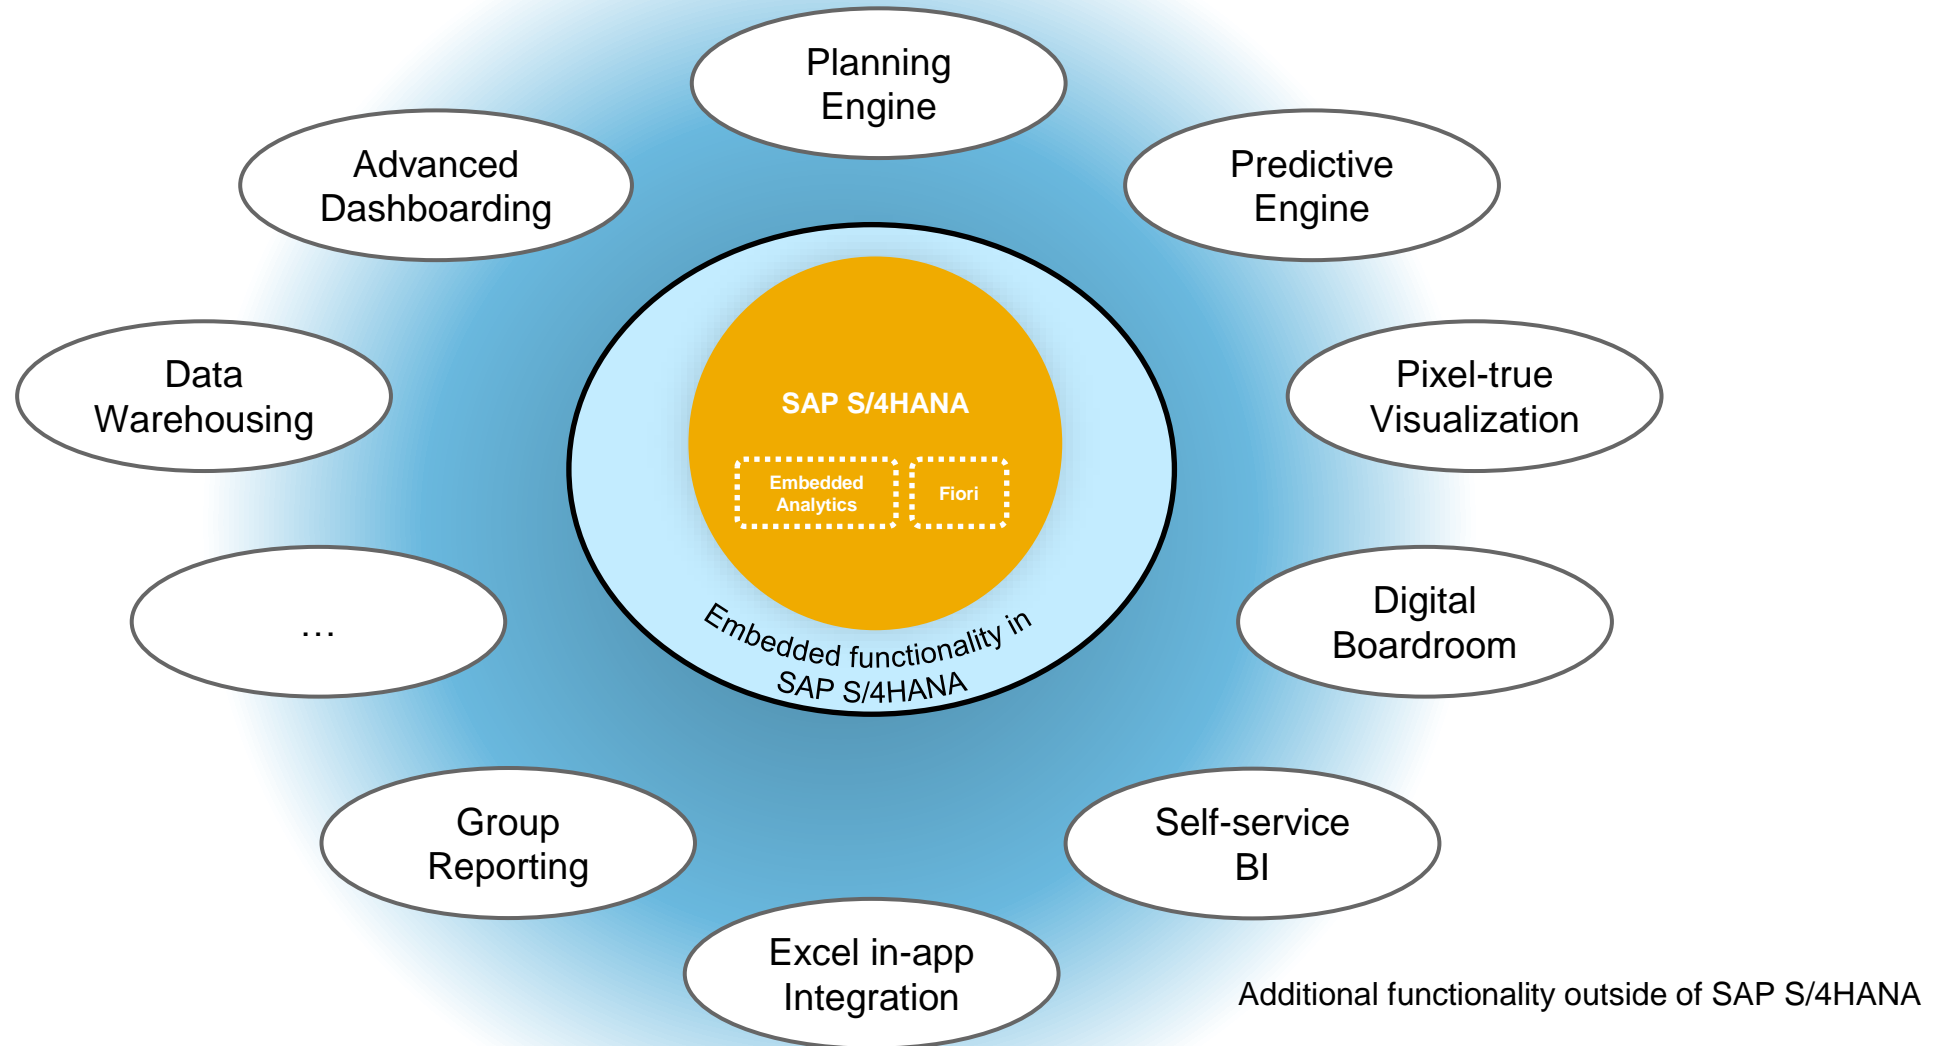 Planning
Engine
Advanced
Dashboarding
Predictive
Engine
Data
Warehousing
SAP S/4HANA
Embedded
Analytics
Fiori
Pixel-true
Visualization
…
Embedded functionality in
SAP S/4HANA
Digital
Boardroom
Group
Reporting
Self-service
BI
Excel in-app
Integration
Additional functionality outside of SAP S/4HANA